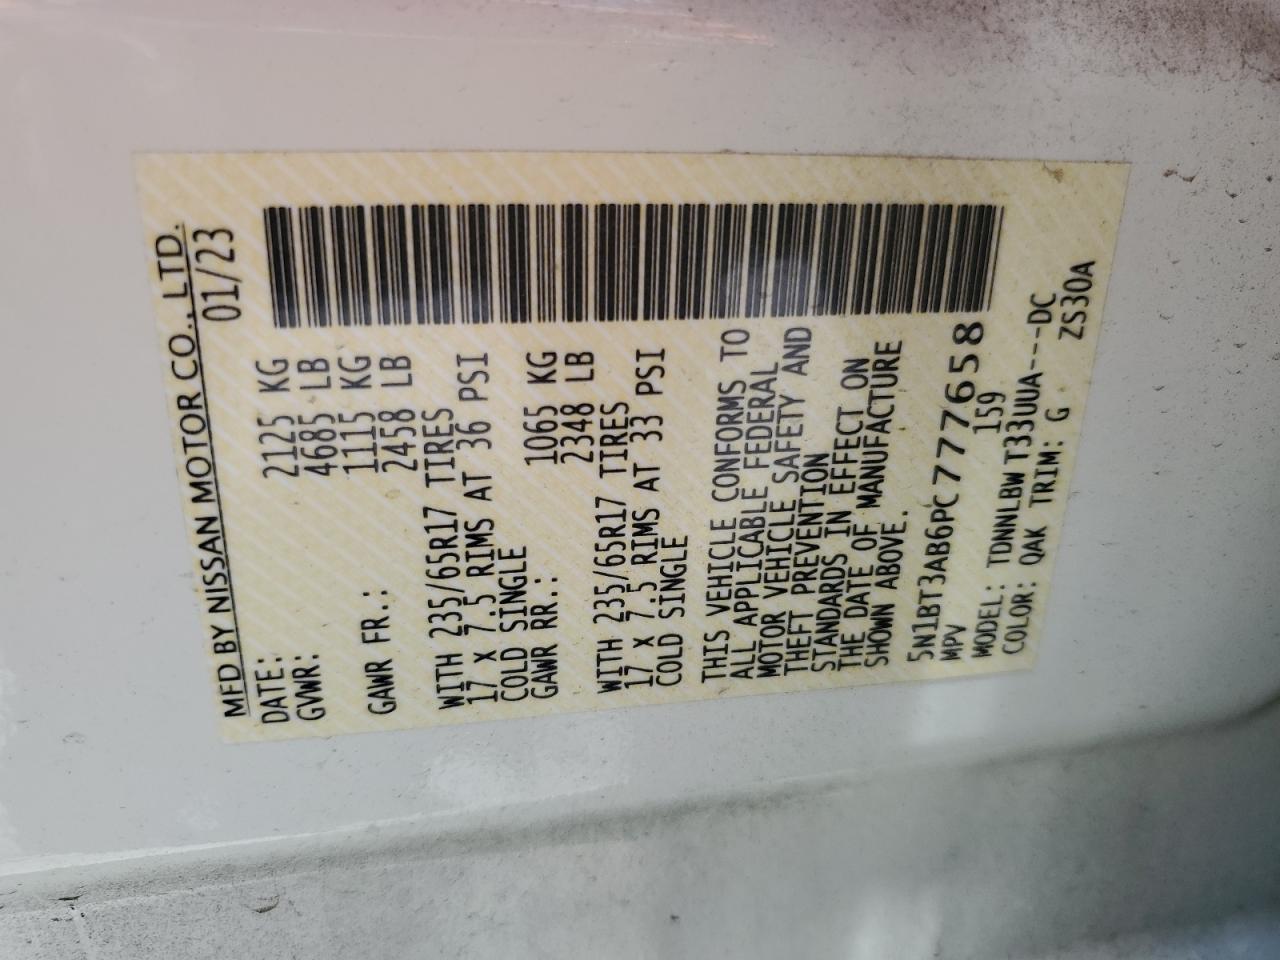 MFD BY NISSAN MOTOR CO., LTD.
DATE: 01/23
GVWR: 2125 KG
4685 LB
GAWR FR.: 1115 KG
2458 LB
WITH 235/65R17 TIRES
17 X 7.5 RIMS AT 36 PSI
COLD SINGLE
GAWR RR.: 1065 KG
2348 LB
WITH 235/65R17 TIRES
17 X 7.5 RIMS AT 33 PSI
COLD SINGLE
THIS VEHICLE CONFORMS TO
ALL APPLICABLE FEDERAL
MOTOR VEHICLE SAFETY AND
THEFT PREVENTION
STANDARDS IN EFFECT ON
THE DATE OF MANUFACTURE
SHOWN ABOVE.
5N1BT3AB6PC777658
MPV 159
MODEL: TDNNLBW T33UUA---DC
COLOR: QAK TRIM: G ZS30A